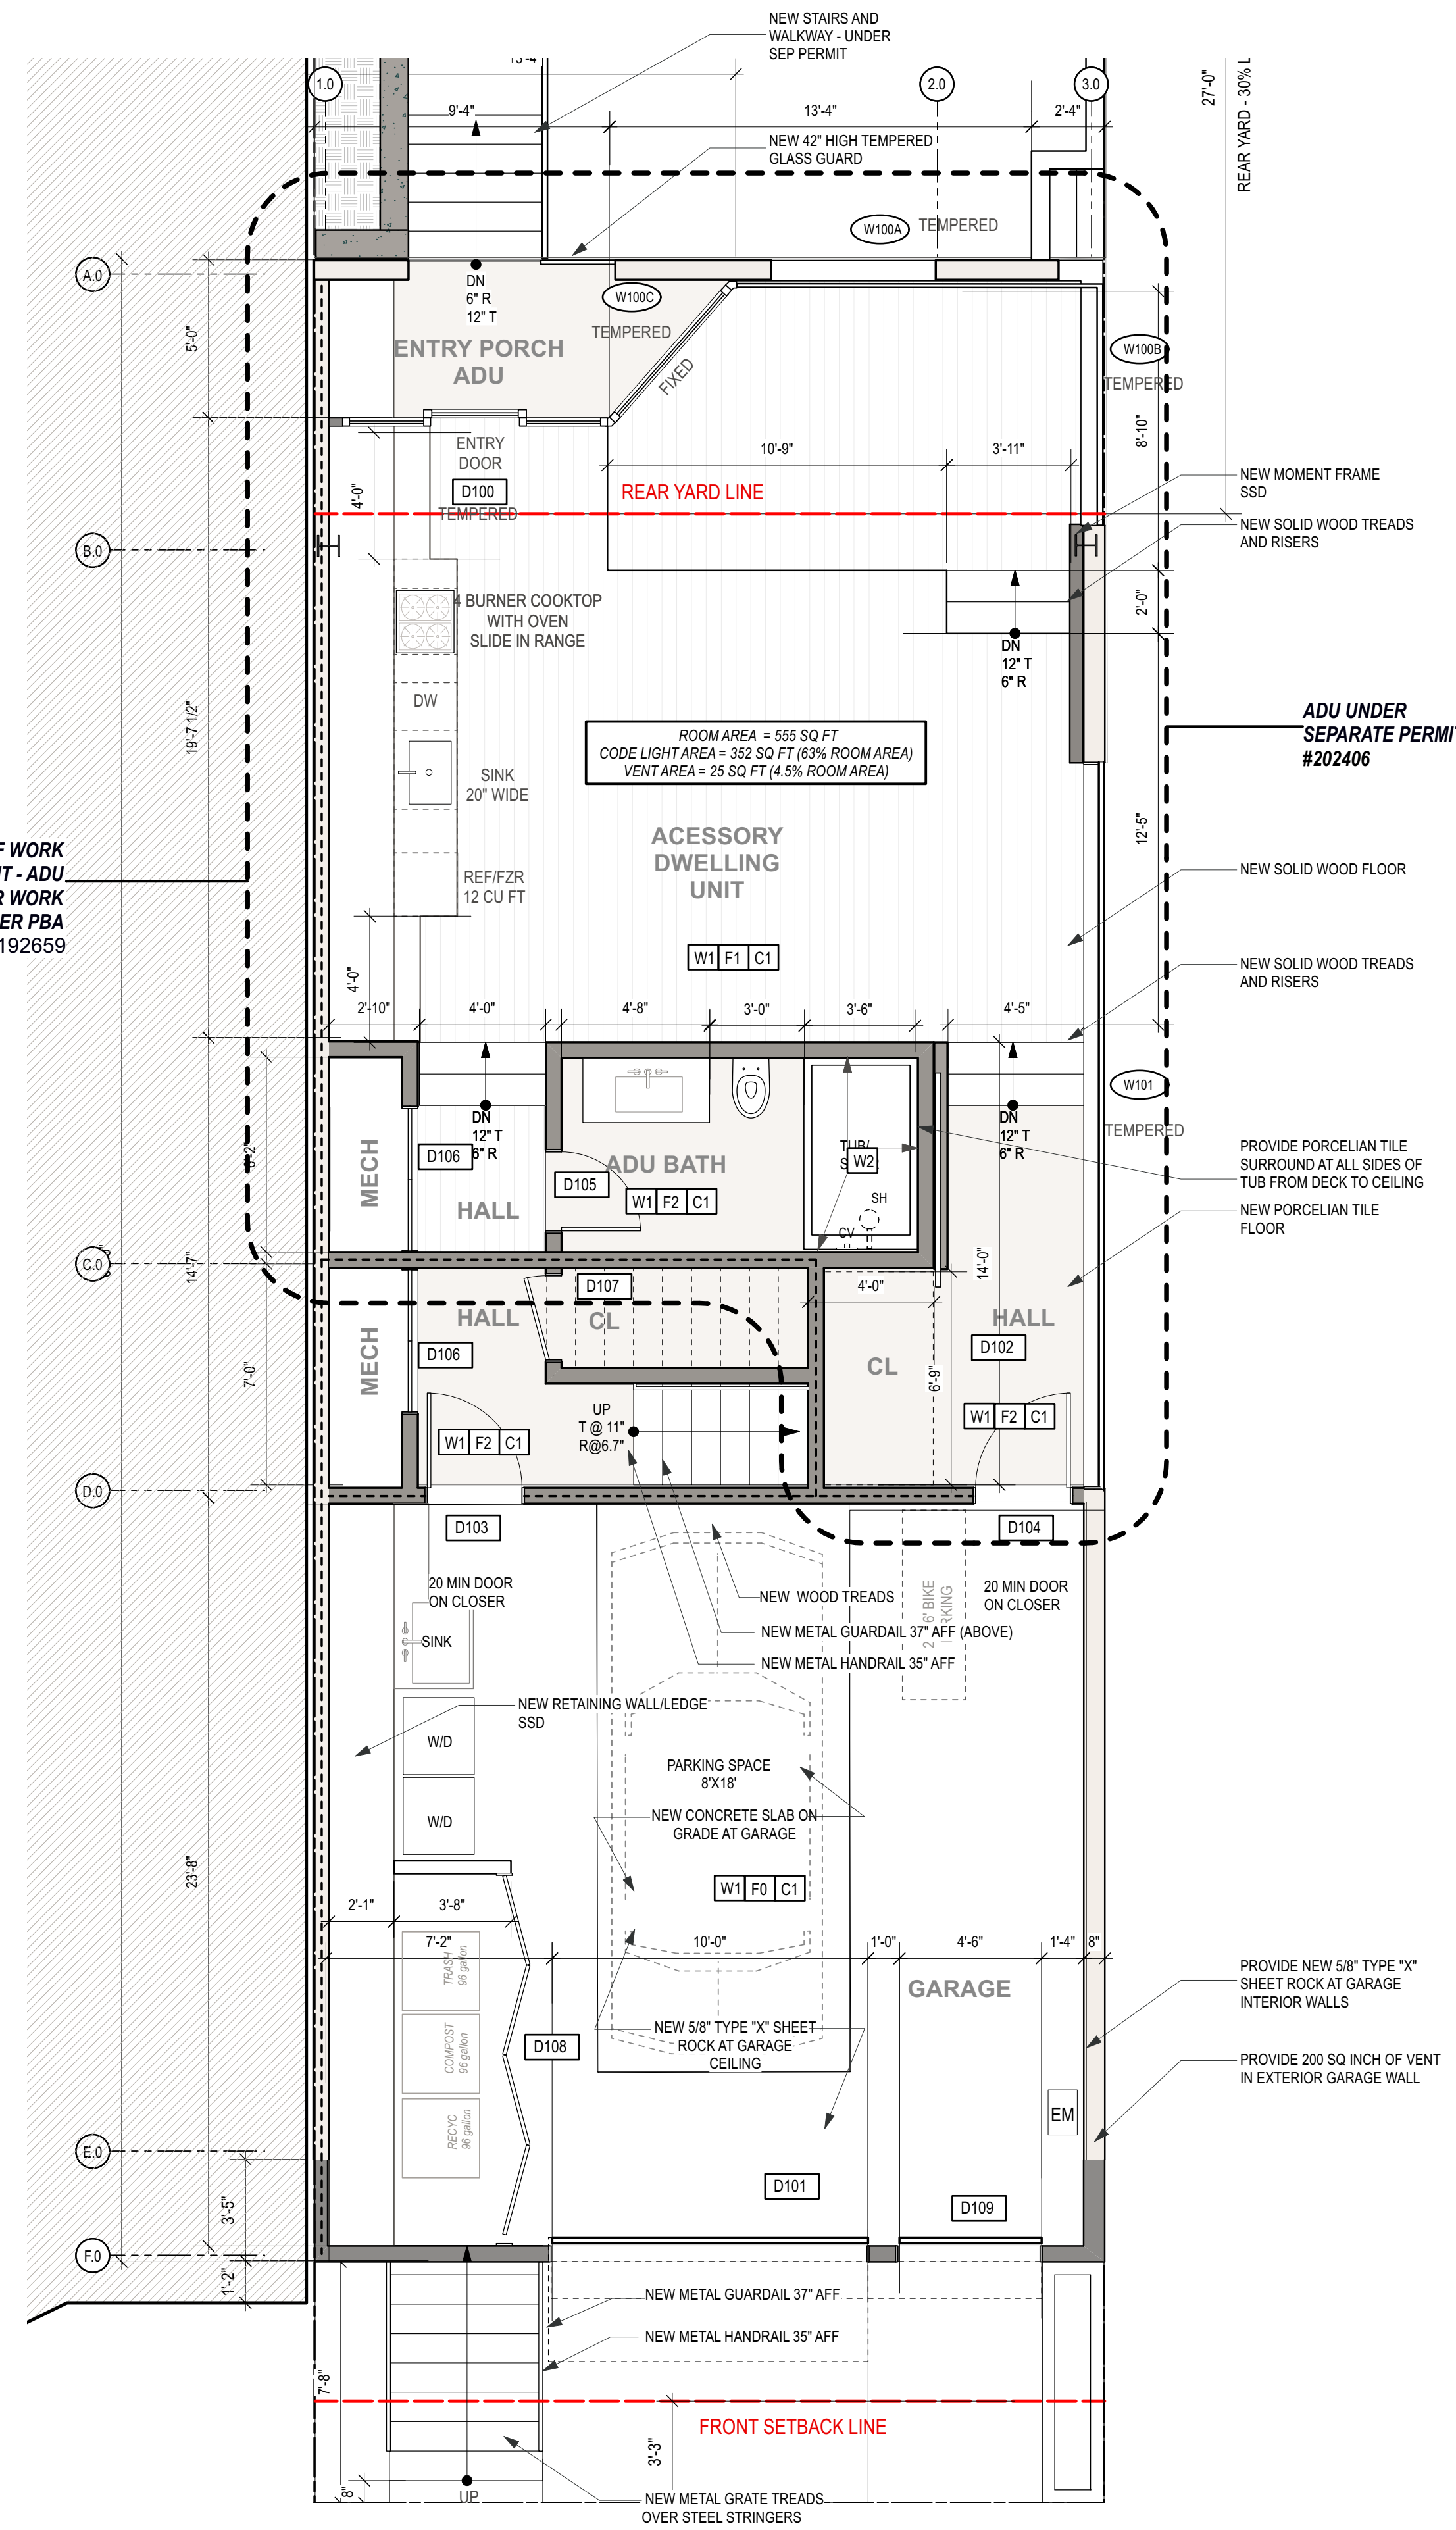 NEW STAIRS AND
WALKWAY - UNDER
SEP PERMIT
1.0
2.0
3.0
9'-4"
13'-4"
2'-4"
27'-0"
REAR YARD - 30% L
NEW 42" HIGH TEMPERED
GLASS GUARD
W100A
TEMPERED
A.0
DN
6" R
12" T
W100C
TEMPERED
5'-0"
ENTRY PORCH
ADU
FIXED
W100B
TEMPERED
8'-10"
ENTRY
DOOR
D100
TEMPERED
4'-0"
10'-9"
3'-11"
REAR YARD LINE
NEW MOMENT FRAME
SSD
NEW SOLID WOOD TREADS
AND RISERS
B.0
4 BURNER COOKTOP
WITH OVEN
SLIDE IN RANGE
2'-0"
DN
12" T
6" R
DW
19'-7 1/2"
ROOM AREA = 555 SQ FT
CODE LIGHT AREA = 352 SQ FT (63% ROOM AREA)
VENT AREA = 25 SQ FT (4.5% ROOM AREA)
ADU UNDER
SEPARATE PERMIT
#202406
SINK
20" WIDE
ACESSORY
DWELLING
UNIT
12'-5"
F WORK
IT - ADU
R WORK
ER PBA
192659
REF/FZR
12 CU FT
NEW SOLID WOOD FLOOR
W1 F1 C1
NEW SOLID WOOD TREADS
AND RISERS
4'-0"
2'-10"
4'-0"
4'-8"
3'-0"
3'-6"
4'-5"
W101
TEMPERED
DN
12" T
6" R
DN
12" T
6" R
MECH
D106
HALL
D105
ADU BATH
W1 F2 C1
W2
SH
CV
PROVIDE PORCELIAN TILE
SURROUND AT ALL SIDES OF
TUB FROM DECK TO CEILING
NEW PORCELIAN TILE
FLOOR
C.0
14'-7"
14'-0"
4'-0"
D107
CL
HALL
D106
MECH
HALL
D102
CL
6'-9"
7'-0"
UP
T @ 11"
R@6.7"
W1 F2 C1
W1 F2 C1
D.0
D103
D104
20 MIN DOOR
ON CLOSER
20 MIN DOOR
ON CLOSER
NEW WOOD TREADS
NEW METAL GUARDAIL 37" AFF (ABOVE)
NEW METAL HANDRAIL 35" AFF
SINK
NEW RETAINING WALL/LEDGE
SSD
W/D
W/D
PARKING SPACE
8'X18'
NEW CONCRETE SLAB ON
GRADE AT GARAGE
W1 F0 C1
23'-8"
2'-1"
3'-8"
7'-2"
10'-0"
1'-0"
4'-6"
1'-4"
8"
TRASH
96 gallon
GARAGE
PROVIDE NEW 5/8" TYPE "X"
SHEET ROCK AT GARAGE
INTERIOR WALLS
COMPOST
96 gallon
D108
NEW 5/8" TYPE "X" SHEET
ROCK AT GARAGE
CEILING
PROVIDE 200 SQ INCH OF VENT
IN EXTERIOR GARAGE WALL
RECYC
96 gallon
EM
E.0
D101
D109
3'-5"
F.0
1'-2"
NEW METAL GUARDAIL 37" AFF
NEW METAL HANDRAIL 35" AFF
7'-8"
FRONT SETBACK LINE
3'-3"
8"
UP
NEW METAL GRATE TREADS
OVER STEEL STRINGERS